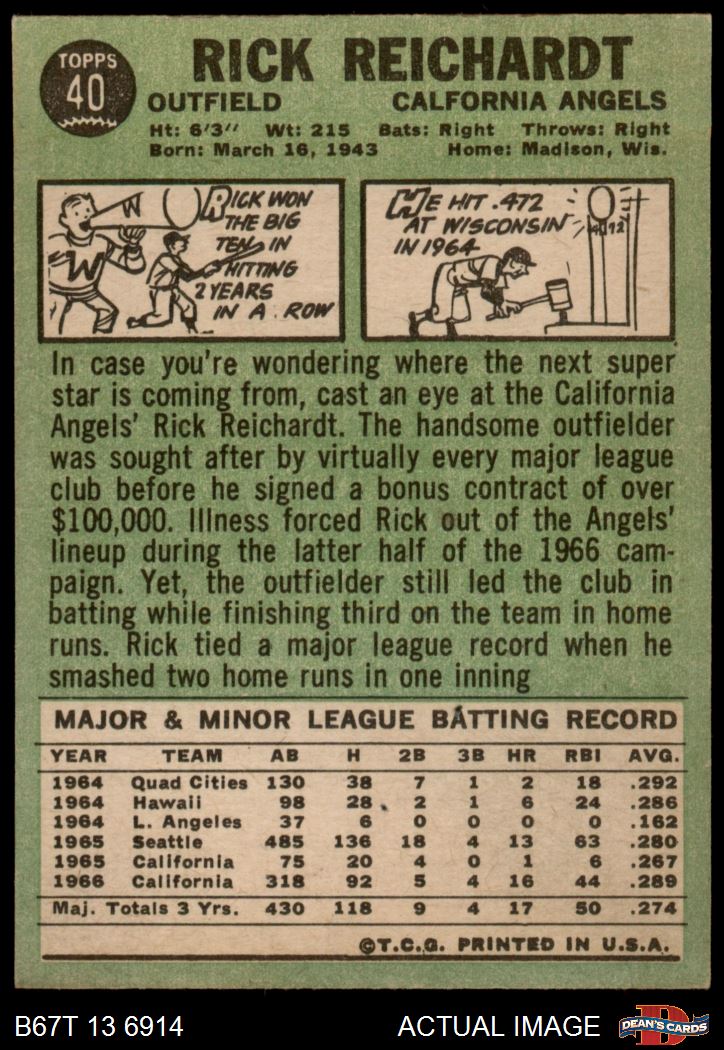 TOPPS
40
RICK REICHARDT
OUTFIELD CALFORNIA ANGELS
Ht: 6'3" Wt: 215 Bats: Right Throws: Right
Born: March 16, 1943 Home: Madison, Wis.
W
W
RICK WON
THE BIG
TEN IN
HITTING
2 YEARS
IN A ROW
HE HIT .472
AT WISCONSIN
IN 1964
.472
In case you're wondering where the next super
star is coming from, cast an eye at the California
Angels' Rick Reichardt. The handsome outfielder
was sought after by virtually every major league
club before he signed a bonus contract of over
$100,000. Illness forced Rick out of the Angels'
lineup during the latter half of the 1966 cam-
paign. Yet, the outfielder still led the club in
batting while finishing third on the team in home
runs. Rick tied a major league record when he
smashed two home runs in one inning
MAJOR & MINOR LEAGUE BATTING RECORD
YEAR TEAM AB H 2B 3B HR RBI AVG.
1964 Quad Cities 130 38 7 1 2 18 .292
1964 Hawaii 98 28 2 1 6 24 .286
1964 L. Angeles 37 6 0 0 0 0 .162
1965 Seattle 485 136 18 4 13 63 .280
1965 California 75 20 4 0 1 6 .267
1966 California 318 92 5 4 16 44 .289
Maj. Totals 3 Yrs. 430 118 9 4 17 50 .274
©T.C.G. PRINTED IN U.S.A.
B67T 13 6914 ACTUAL IMAGE
D
DEAN'S CARDS